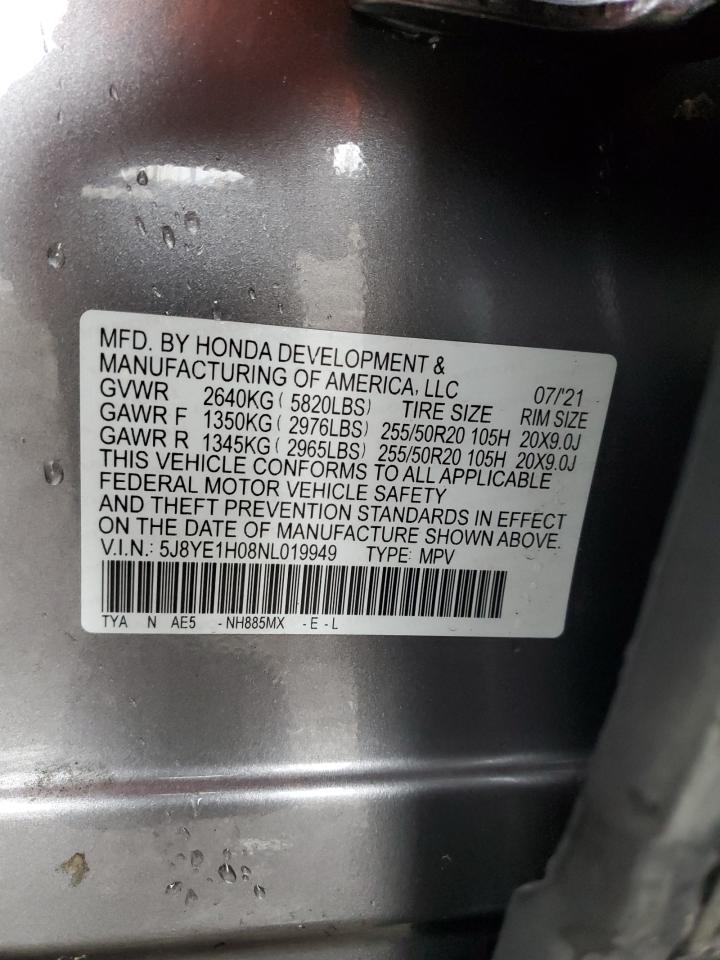 MFD. BY HONDA DEVELOPMENT &
MANUFACTURING OF AMERICA, LLC 07/'21
GVWR 2640KG ( 5820LBS) TIRE SIZE RIM SIZE
GAWR F 1350KG ( 2976LBS) 255/50R20 105H 20X9.0J
GAWR R 1345KG ( 2965LBS) 255/50R20 105H 20X9.0J
THIS VEHICLE CONFORMS TO ALL APPLICABLE
FEDERAL MOTOR VEHICLE SAFETY
AND THEFT PREVENTION STANDARDS IN EFFECT
ON THE DATE OF MANUFACTURE SHOWN ABOVE.
V.I.N.: 5J8YE1H08NL019949 TYPE: MPV
TYA N AE5 -NH885MX -E-L